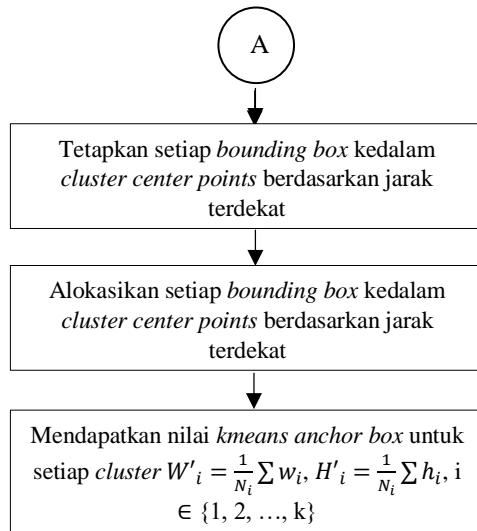 A
Tetapkan setiap bounding box kedalam
cluster center points berdasarkan jarak
terdekat
Alokasikan setiap bounding box kedalam
cluster center points berdasarkan jarak
terdekat
Mendapatkan nilai kmeans anchor box untuk
setiap cluster W'ᵢ = 1/Nᵢ ∑ wᵢ, H'ᵢ = 1/Nᵢ ∑ hᵢ, i
∈ {1, 2, …, k}